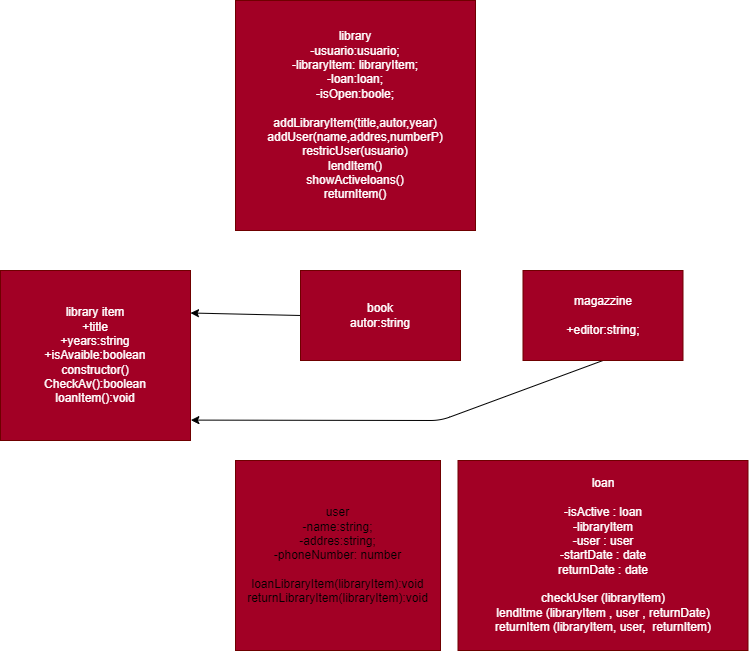 library
-usuario:usuario;
-libraryItem: libraryItem;
-loan:loan;
-isOpen:boole;
addLibraryItem(title,autor,year)
addUser(name,addres,numberP)
restricUser(usuario)
lendItem()
showActiveloans()
returnItem()
library item
+title
+years:string
+isAvaible:boolean
constructor()
CheckAv():boolean
loanItem():void
book
autor:string
magazzine
+editor:string;
user
-name:string;
-addres:string;
-phoneNumber: number
loanLibraryItem(libraryItem):void
returnLibraryItem(libraryItem):void
loan
-isActive : loan
-libraryItem
-user : user
-startDate : date
returnDate : date
checkUser (libraryItem)
lendItme (libraryItem , user , returnDate)
returnItem (libraryItem, user, returnItem)